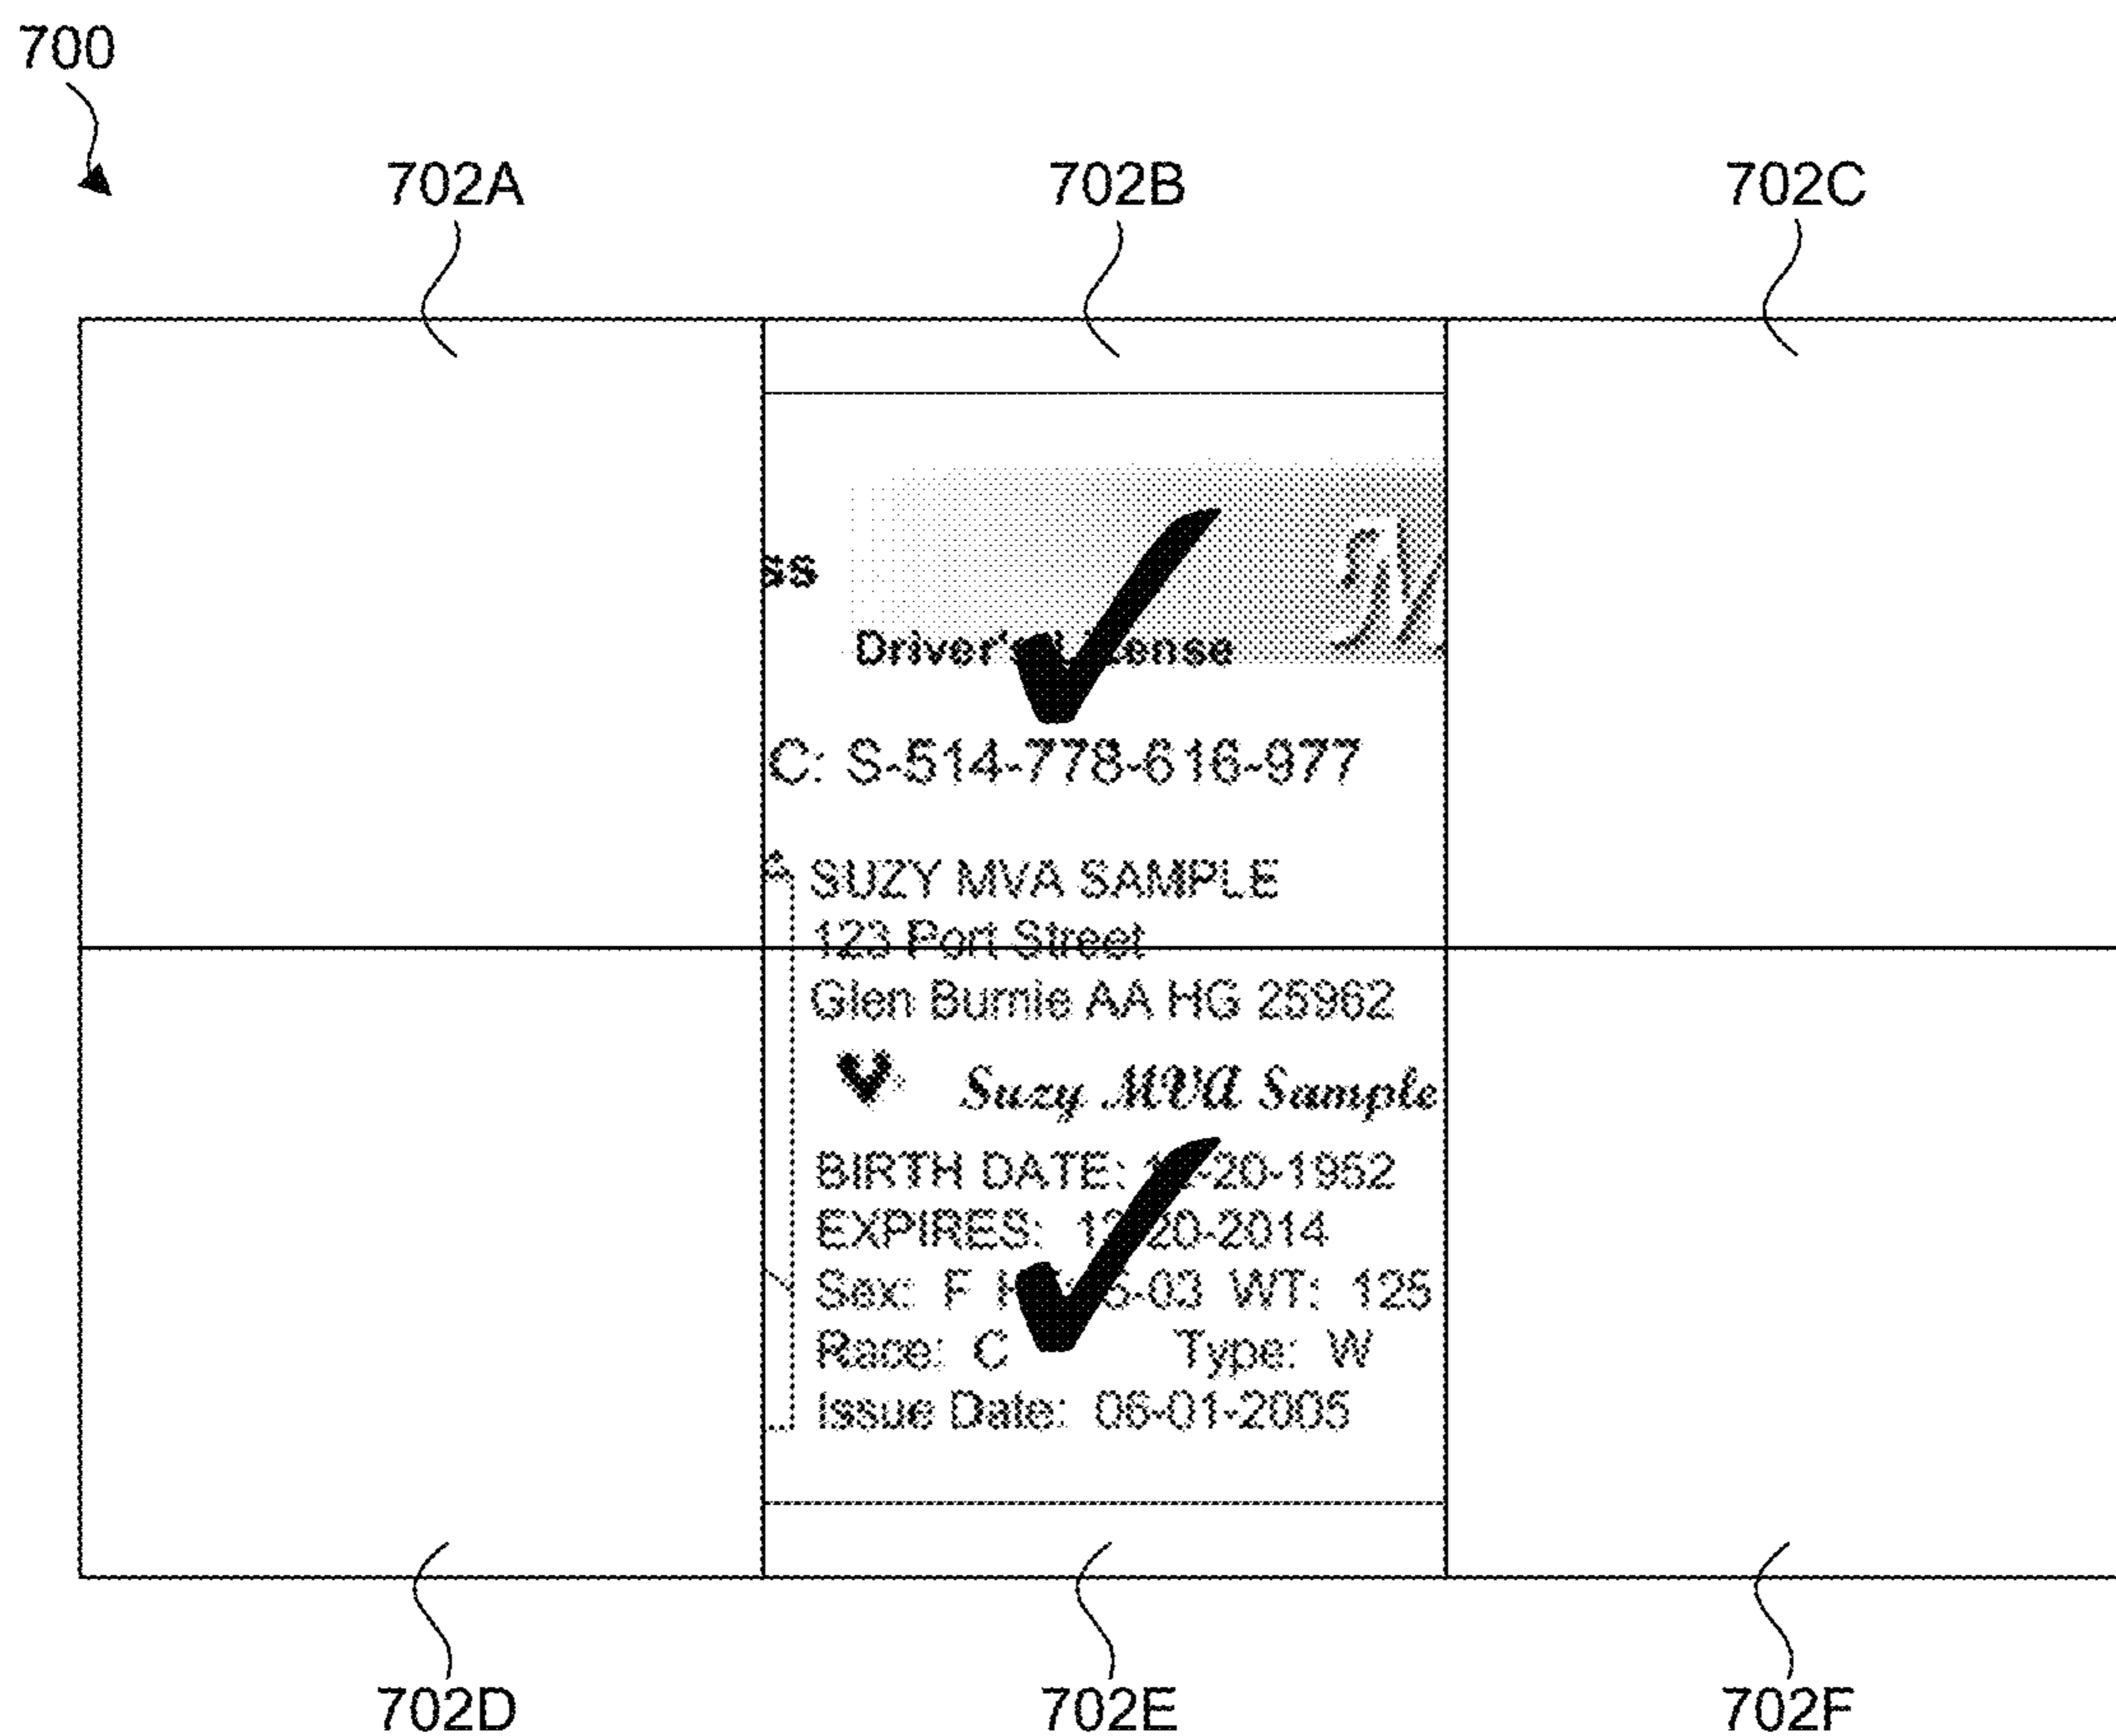 700
702A 702B 702C
ss
Driver's
C: S-514-778-616-977
SUZY MVA SAMPLE
123 Port Street
Glen Burnie AA HG 25962
Suzy MVA Sample
BIRTH DATE: -20-1952
EXPIRES: 20-2014
Sex: F -03 WT: 125
Race: C Type: W
Issue Date: 06-01-2005
702D 702E 702F